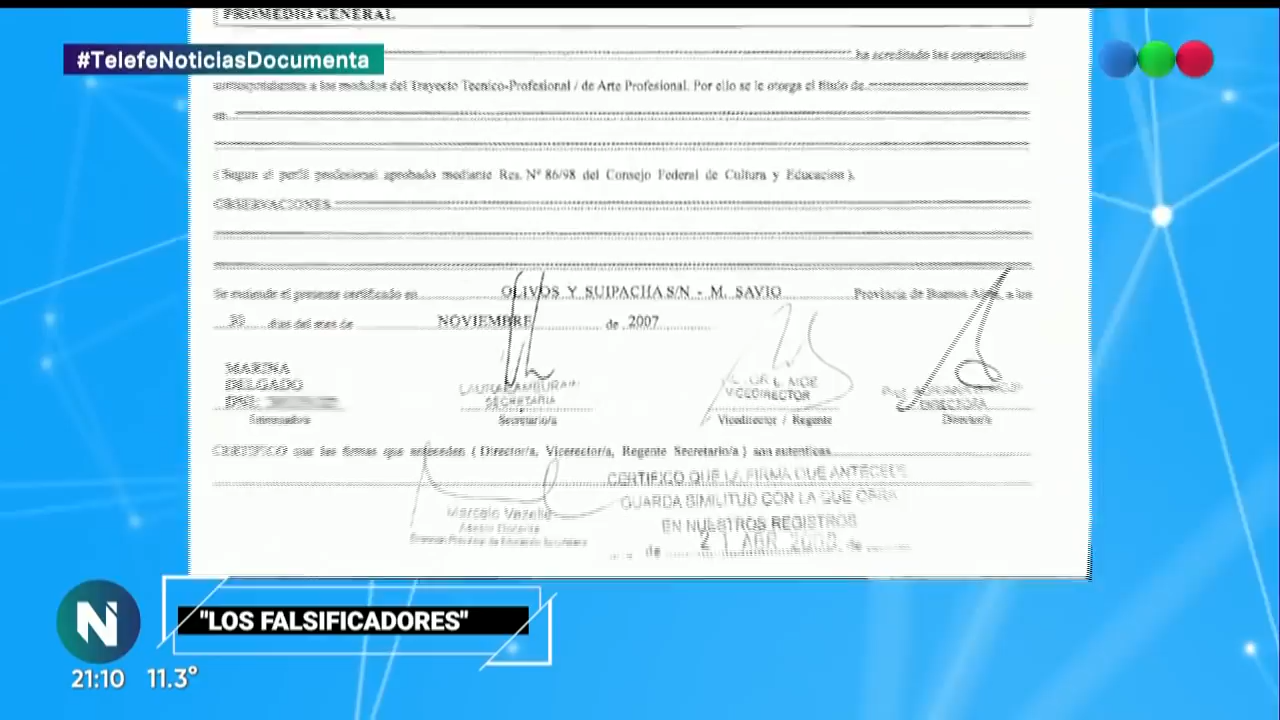 PROMEDIO GENERAL
#TelefeNoticiasDocumenta
ha acreditado las competencias
correspondientes a los modulos del Trayecto Tecnico-Profesional / de Arte Profesional. Por ello se le otorga el titulo de
en
( Segun el perfil profesional aprobado mediante Res. Nº 86/98 del Consejo Federal de Cultura y Educacion ).
OBSERVACIONES
Se extiende el presente certificado en OLIVOS Y SUIPACHA S/N - M. SAVIO Provincia de Buenos Aires, a los
30 dias del mes de NOVIEMBRE de 2007
MARINA
DELGADO
DNI:
SECRETARIA
VICEDIRECTOR
DIRECTORA
Secretario/a
Vicedirector / Regente
Director/a
CERTIFICO que las firmas que anteceden ( Director/a, Vicerector/a, Regente Secretario/a ) son autenticas
CERTIFICO QUE LA FIRMA QUE ANTECEDE
GUARDA SIMILITUD CON LA QUE OBRA
EN NUESTROS REGISTROS
de 21 ABR
N
"LOS FALSIFICADORES"
21:10 11.3°